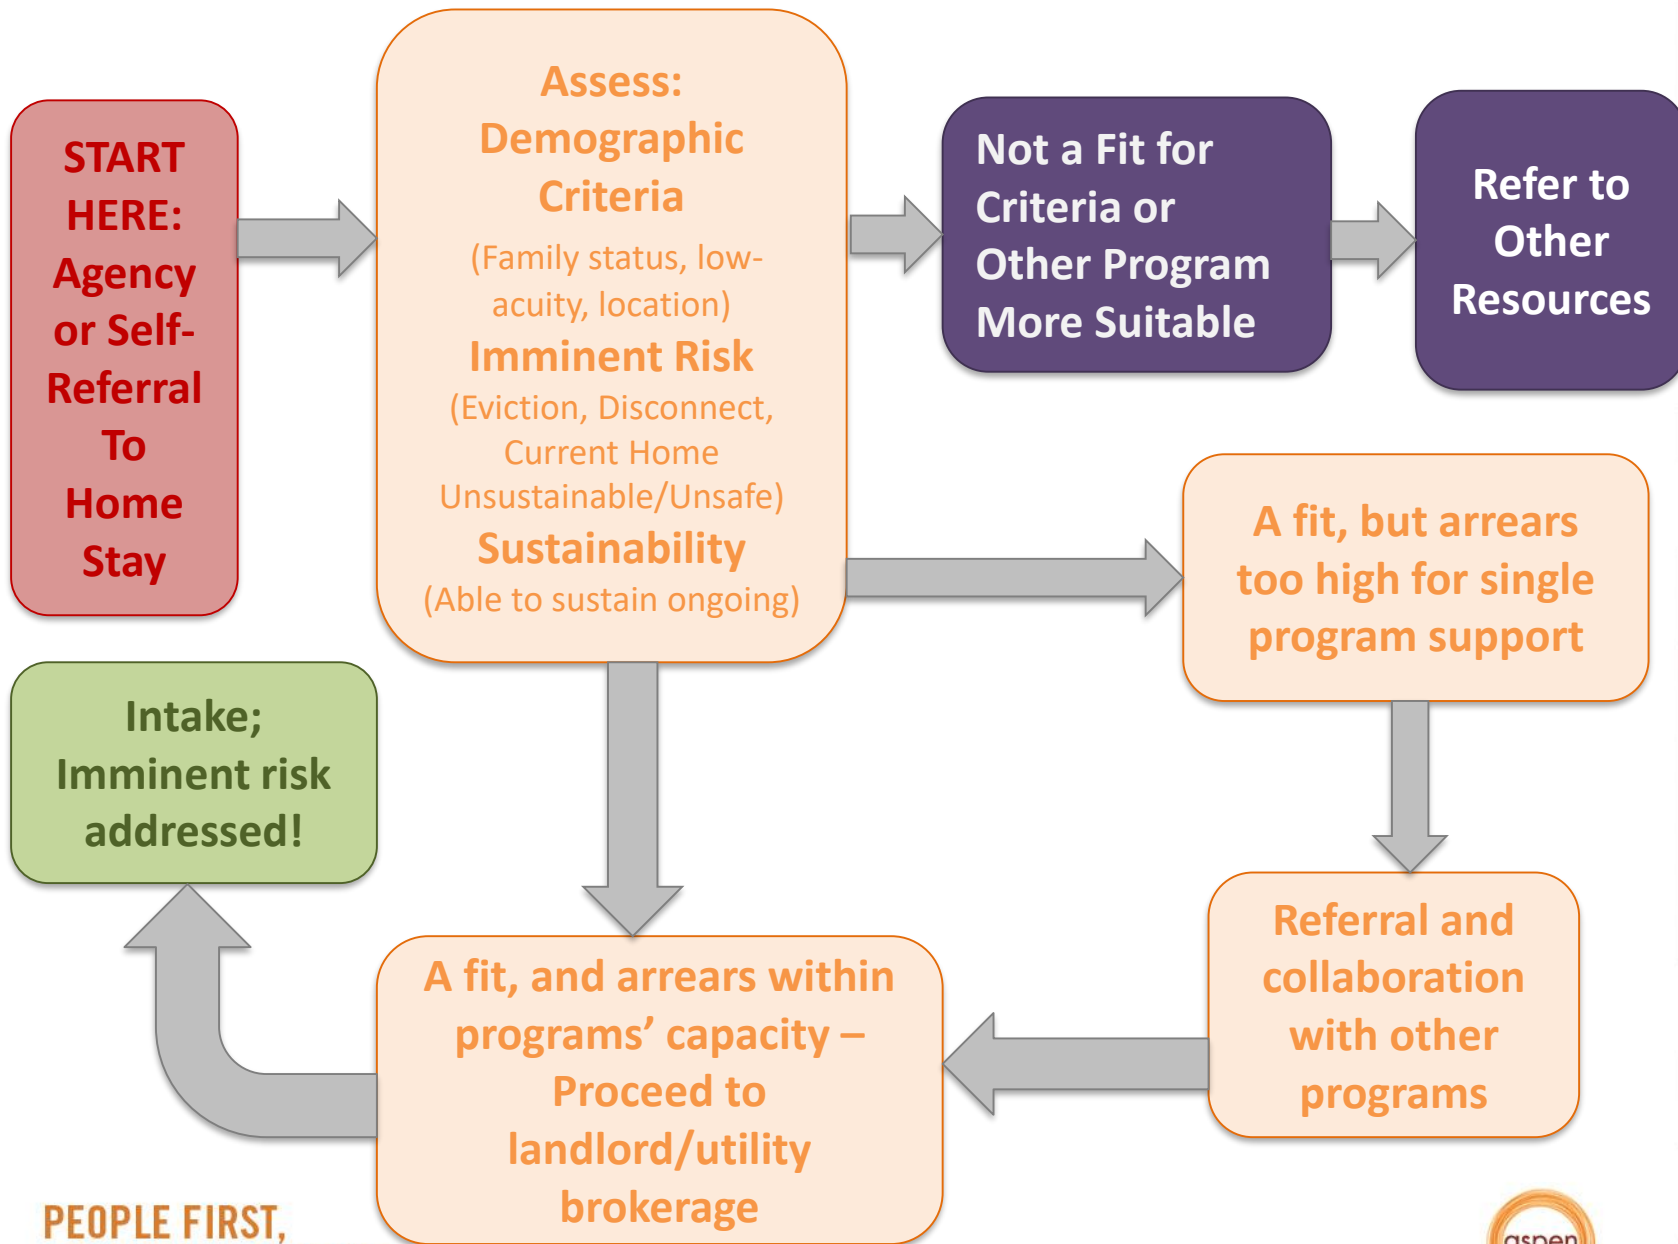 START
HERE:
Agency
or Self-
Referral
To
Home
Stay
Assess:
Demographic
Criteria
(Family status, low-
acuity, location)
Imminent Risk
(Eviction, Disconnect,
Current Home
Unsustainable/Unsafe)
Sustainability
(Able to sustain ongoing)
Not a Fit for
Criteria or
Other Program
More Suitable
Refer to
Other
Resources
A fit, but arrears
too high for single
program support
Referral and
collaboration
with other
programs
A fit, and arrears within
programs’ capacity –
Proceed to
landlord/utility
brokerage
Intake;
Imminent risk
addressed!
PEOPLE FIRST,
aspen